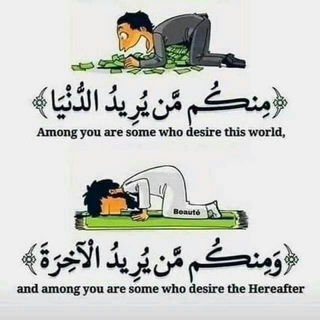 ﴿مِنكُم مَّن يُرِيدُ الدُّنْيَا﴾
Among you are some who desire this world,
Beauté
﴿وَمِنكُم مَّن يُرِيدُ الْآخِرَةَ﴾
and among you are some who desire the Hereafter